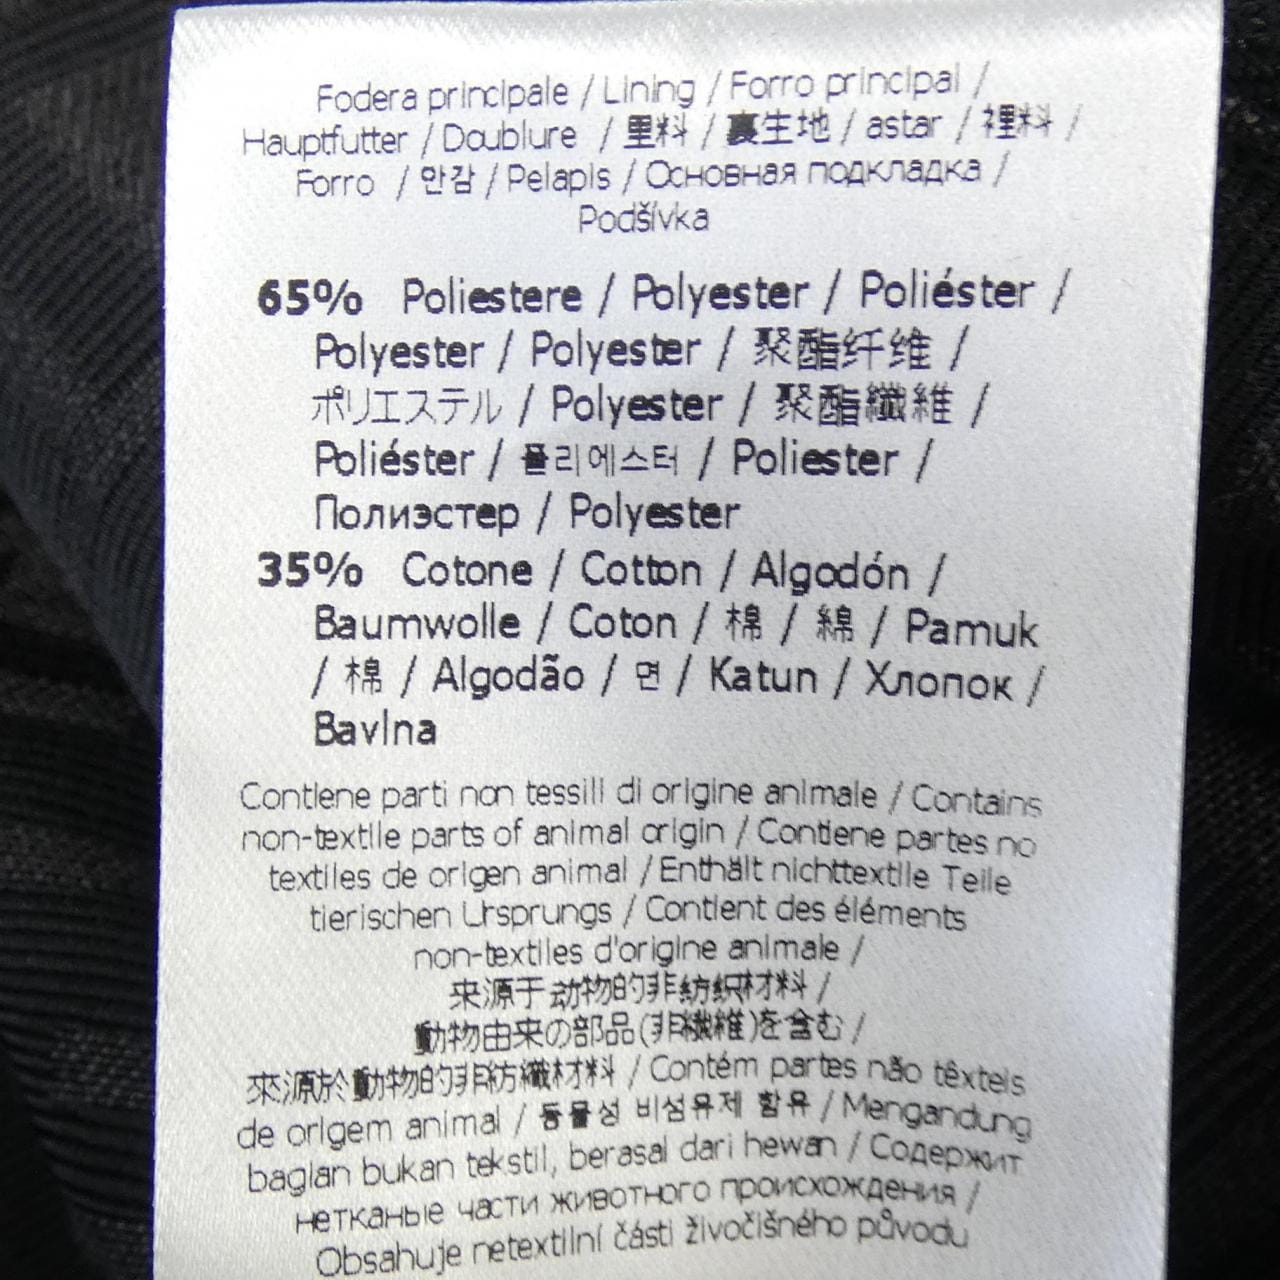 Fodera principale / Lining / Forro principal /
Hauptfutter / Doublure / 里料 / 裏生地 / astar / 裡料 /
Forro / 안감 / Pelapis / Основная подкладка /
Podšívka
65% Poliestere / Polyester / Poliéster /
Polyester / Polyester / 聚酯纤维 /
ポリエステル / Polyester / 聚酯纖維 /
Poliéster / 폴리에스터 / Poliester /
Полиэстер / Polyester
35% Cotone / Cotton / Algodón /
Baumwolle / Coton / 棉 / 綿 / Pamuk
/ 棉 / Algodão / 면 / Katun / Хлопок /
Bavlna
Contiene parti non tessili di origine animale / Contains
non-textile parts of animal origin / Contiene partes no
textiles de origen animal / Enthält nichttextile Teile
tierischen Ursprungs / Contient des éléments
non-textiles d'origine animale /
来源于动物的非纺织材料 /
動物由来の部品(非繊維)を含む /
來源於動物的非紡織材料 / Contém partes não têxteis
de origem animal / 동물성 비섬유제 함유 / Mengandung
bagian bukan tekstil, berasal dari hewan / Содержит
нетканые части животного происхождения /
Obsahuje netextilní části živočišného původu